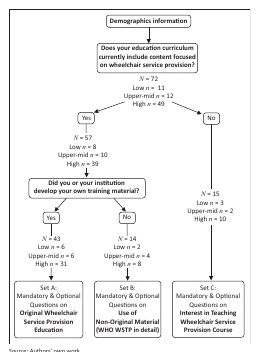 Demographics information
Does your education curriculum
currently include content focused
on wheelchair service provision?
N = 72
Low n = 11
Upper-mid n = 12
High n = 49
Yes
No
N = 57
Low n = 8
Upper-mid n = 10
High n = 39
Did you or your institution
develop your own training material?
N = 15
Low n = 3
Upper-mid n = 2
High n = 10
Yes
No
N = 43
Low n = 6
Upper-mid n = 6
High n = 31
N = 14
Low n = 2
Upper-mid n = 4
High n = 8
Set A:
Mandatory & Optional
Questions on
Original Wheelchair
Service Provision
Education
Set B:
Mandatory & Optional
Questions on
Use of
Non-Original Material
(WHO WSTP in detail)
Set C:
Mandatory & Optional
Questions on
Interest in Teaching
Wheelchair Service
Provision Course
Source: Authors' own work